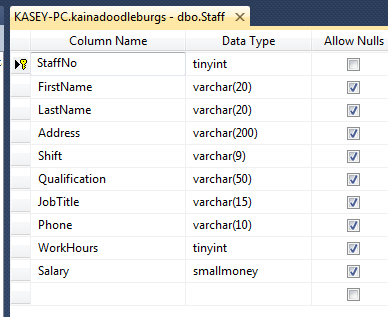 KASEY-PC.kainadoodleburgs - dbo.Staff
Column Name Data Type Allow Nulls
StaffNo tinyint
FirstName varchar(20)
LastName varchar(20)
Address varchar(200)
Shift varchar(9)
Qualification varchar(50)
JobTitle varchar(15)
Phone varchar(10)
WorkHours tinyint
Salary smallmoney